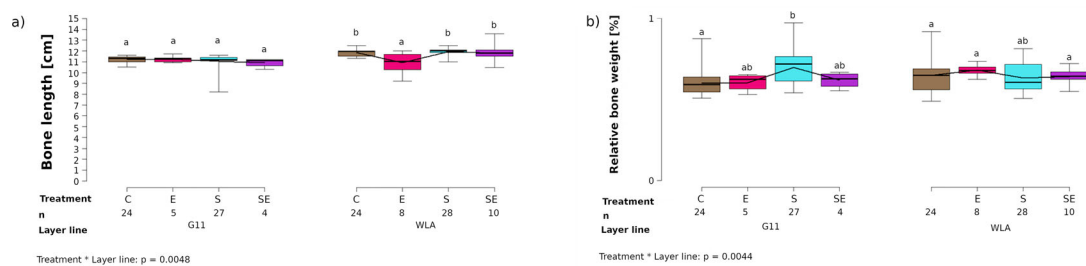 a)
Bone length [cm]
15
14
13
12
11
10
9
8
7
6
5
4
3
2
1
0
a a a a b a b b
Treatment C E S SE C E S SE
n 24 5 27 4 24 8 28 10
Layer line G11 WLA
Treatment * Layer line: p = 0.0048
b)
Relative bone weight [%]
1
0
a ab b ab a a ab a
Treatment C E S SE C E S SE
n 24 5 27 4 24 8 28 10
Layer line G11 WLA
Treatment * Layer line: p = 0.0044